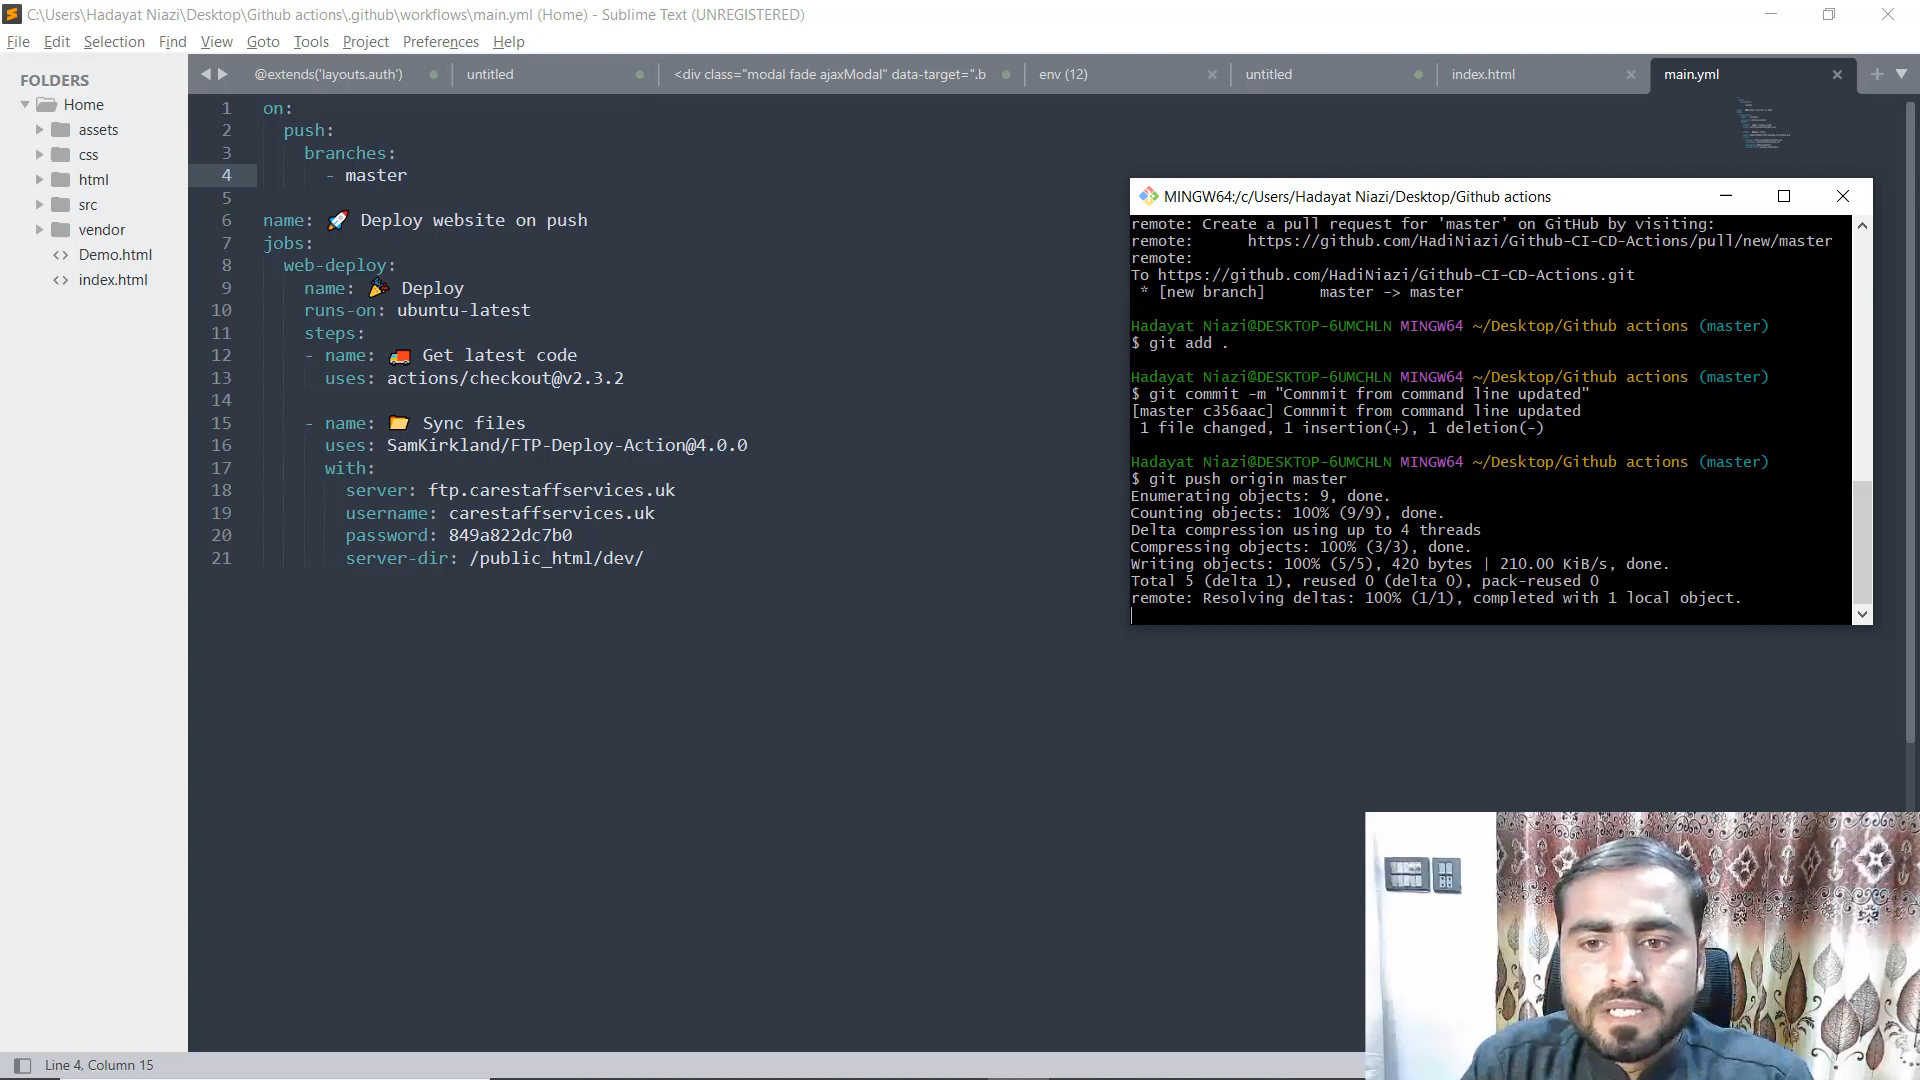 C:\Users\Hadayat Niazi\Desktop\Github actions\.github\workflows\main.yml (Home) - Sublime Text (UNREGISTERED)
File Edit Selection Find View Goto Tools Project Preferences Help
FOLDERS
Home
assets
css
html
src
vendor
Demo.html
index.html
@extends('layouts.auth') untitled <div class="modal fade ajaxModal" data-target=".b env (12) untitled index.html main.yml
1 on:
2 push:
3 branches:
4 - master
5
6 name: 🚀 Deploy website on push
7 jobs:
8 web-deploy:
9 name: 🎉 Deploy
10 runs-on: ubuntu-latest
11 steps:
12 - name: 🚚 Get latest code
13 uses: actions/checkout@v2.3.2
14
15 - name: 📂 Sync files
16 uses: SamKirkland/FTP-Deploy-Action@4.0.0
17 with:
18 server: ftp.carestaffservices.uk
19 username: carestaffservices.uk
20 password: 849a822dc7b0
21 server-dir: /public_html/dev/
MINGW64:/c/Users/Hadayat Niazi/Desktop/Github actions
remote: Create a pull request for 'master' on GitHub by visiting:
remote: https://github.com/HadiNiazi/Github-CI-CD-Actions/pull/new/master
remote:
To https://github.com/HadiNiazi/Github-CI-CD-Actions.git
* [new branch] master -> master
Hadayat Niazi@DESKTOP-6UMCHLN MINGW64 ~/Desktop/Github actions (master)
$ git add .
Hadayat Niazi@DESKTOP-6UMCHLN MINGW64 ~/Desktop/Github actions (master)
$ git commit -m "Comnmit from command line updated"
[master c356aac] Comnmit from command line updated
1 file changed, 1 insertion(+), 1 deletion(-)
Hadayat Niazi@DESKTOP-6UMCHLN MINGW64 ~/Desktop/Github actions (master)
$ git push origin master
Enumerating objects: 9, done.
Counting objects: 100% (9/9), done.
Delta compression using up to 4 threads
Compressing objects: 100% (3/3), done.
Writing objects: 100% (5/5), 420 bytes | 210.00 KiB/s, done.
Total 5 (delta 1), reused 0 (delta 0), pack-reused 0
remote: Resolving deltas: 100% (1/1), completed with 1 local object.
Line 4, Column 15